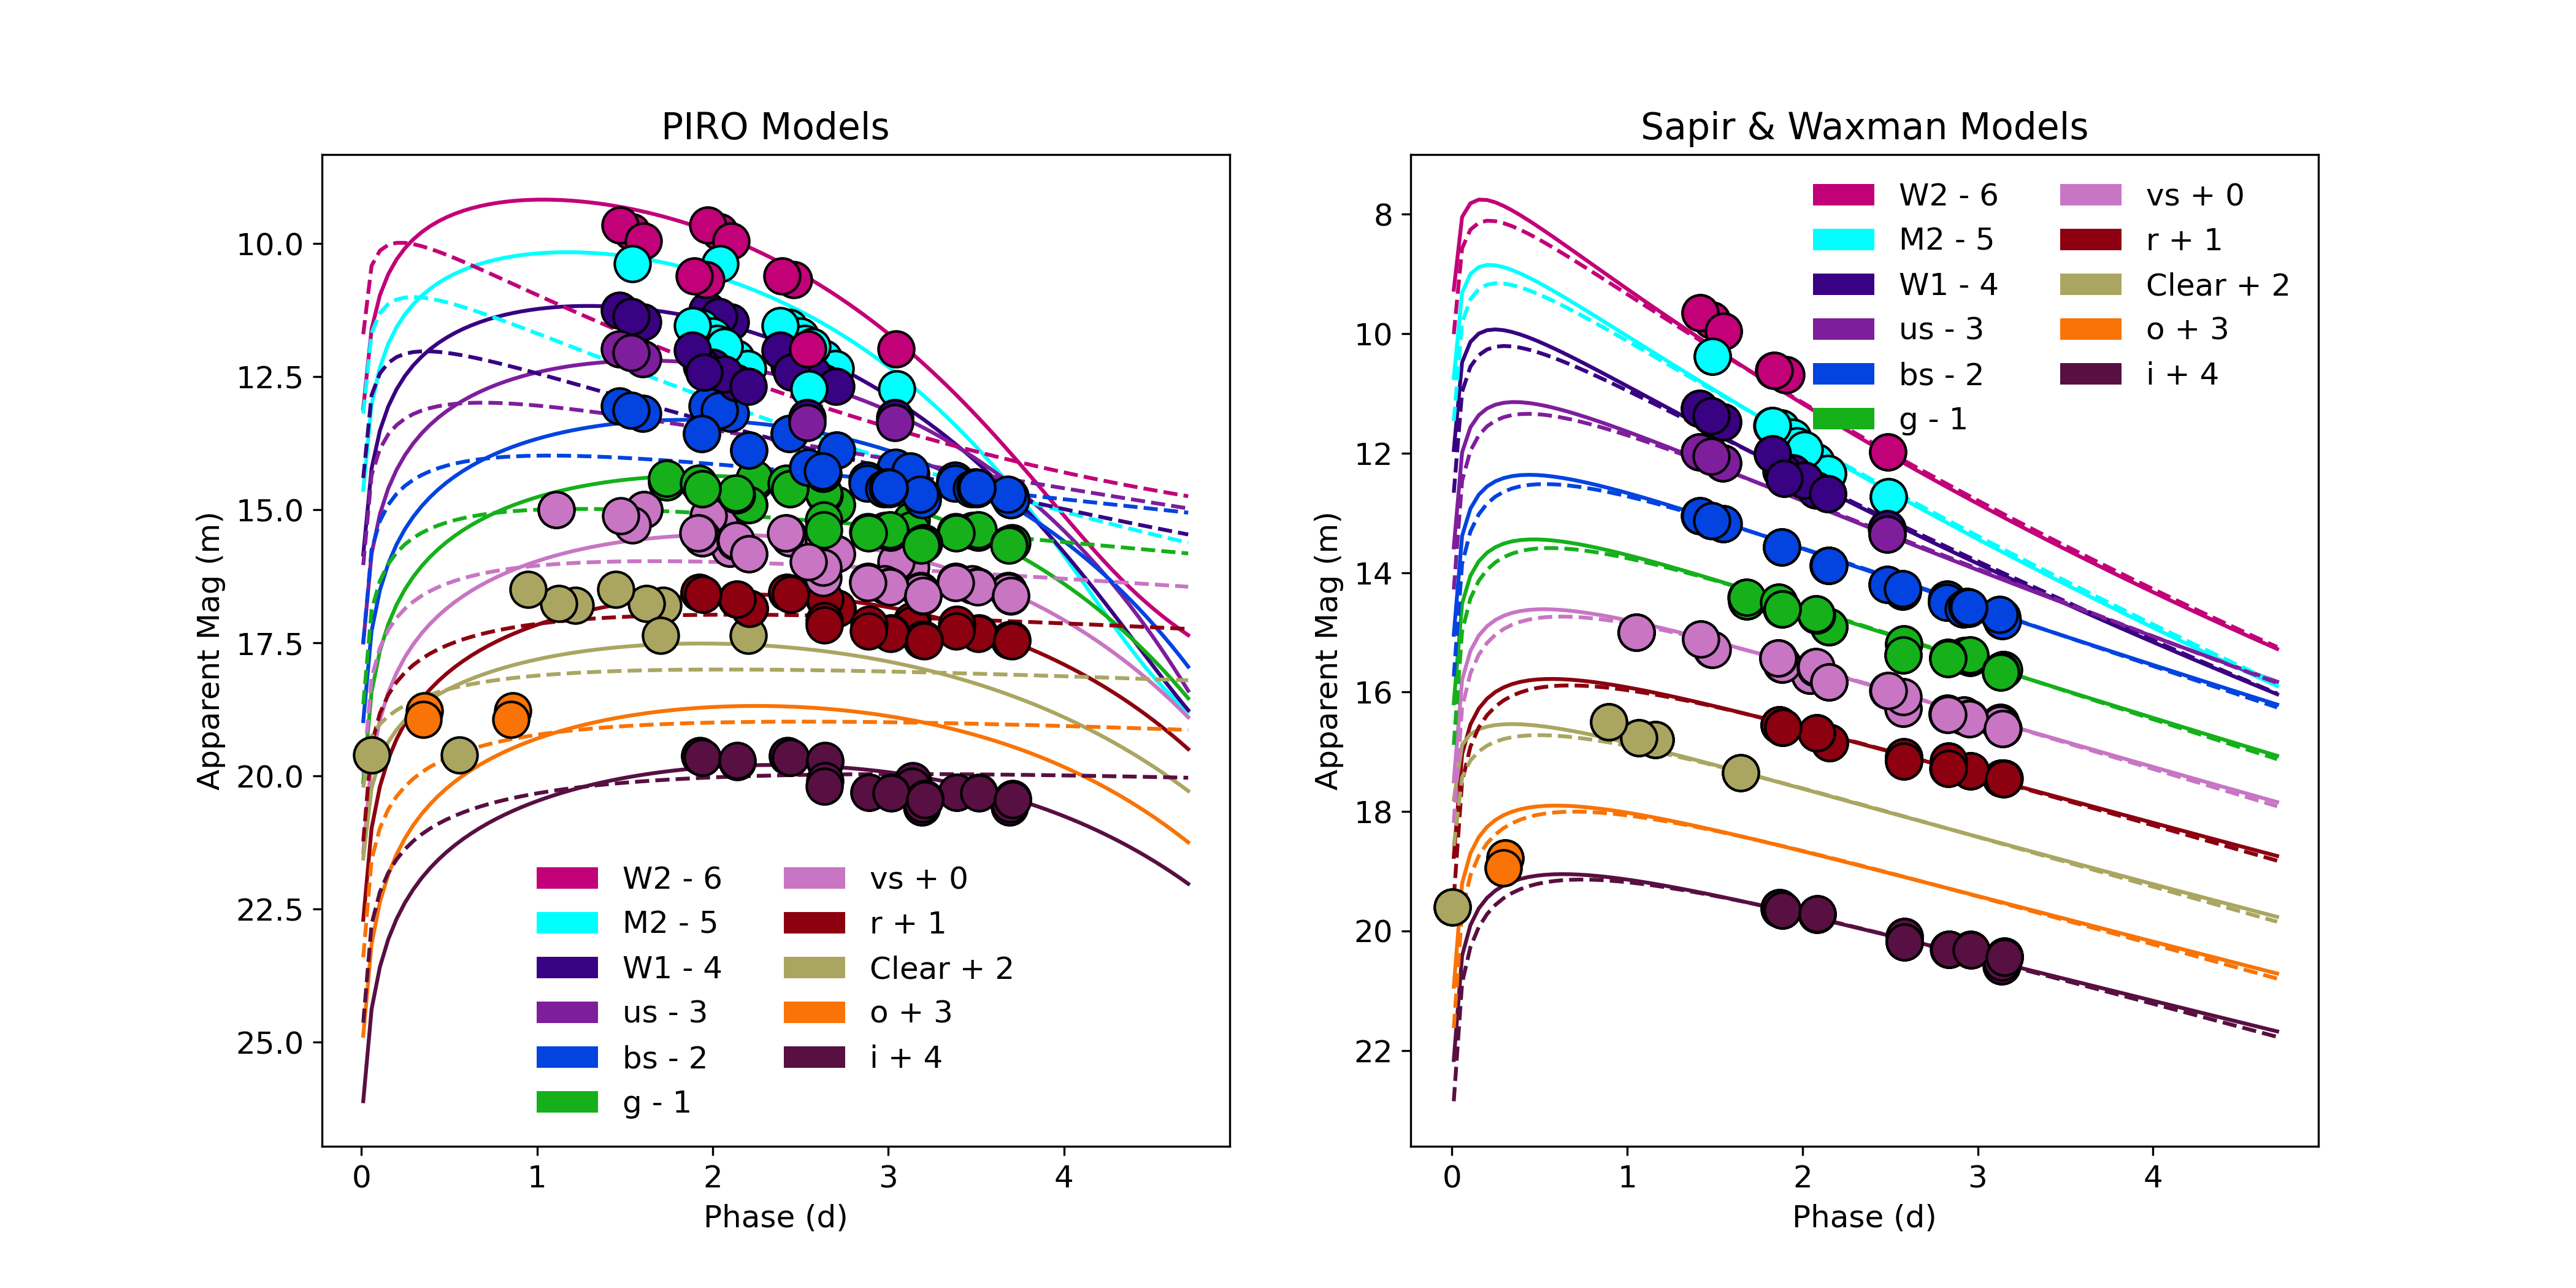 PIRO Models
Apparent Mag (m)
10.0
12.5
15.0
17.5
20.0
22.5
25.0
W2 - 6
M2 - 5
W1 - 4
us - 3
bs - 2
g - 1
vs + 0
r + 1
Clear + 2
o + 3
i + 4
0 1 2 3 4
Phase (d)
Sapir & Waxman Models
Apparent Mag (m)
8
10
12
14
16
18
20
22
W2 - 6
M2 - 5
W1 - 4
us - 3
bs - 2
g - 1
vs + 0
r + 1
Clear + 2
o + 3
i + 4
0 1 2 3 4
Phase (d)